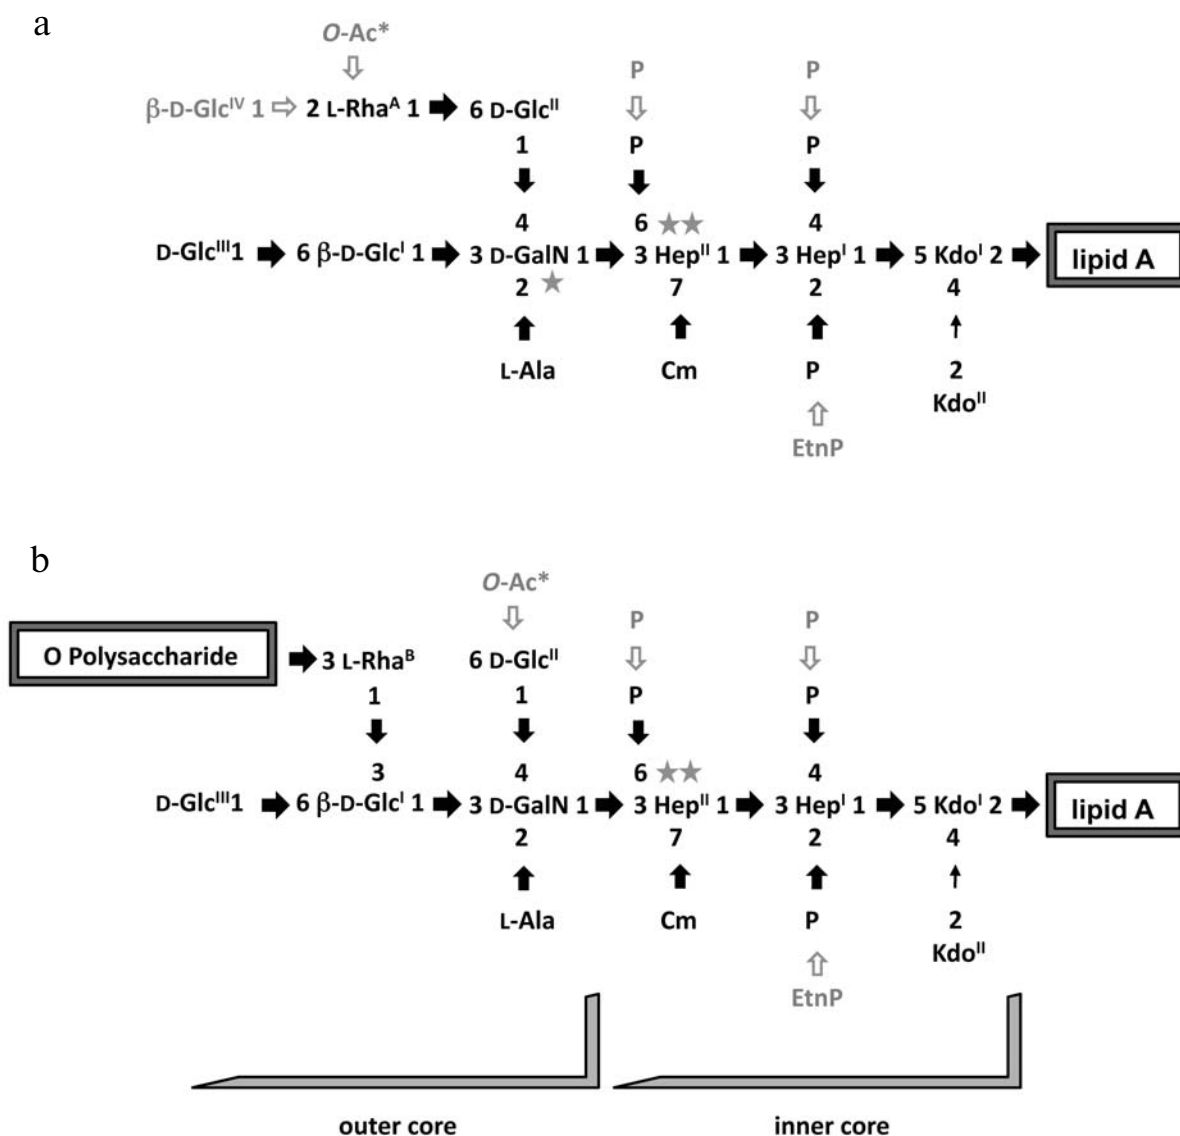 a
O-Ac*
P P
β-D-Glc^IV 1 2 L-Rha^A 1 6 D-Glc^II
1 P P
4 6 ★★ 4
D-Glc^III1 6 β-D-Glc^I 1 3 D-GalN 1 3 Hep^II 1 3 Hep^I 1 5 Kdo^I 2 lipid A
2 ★ 7 2 4
L-Ala Cm P 2
Kdo^II
EtnP
b
O-Ac*
P P
O Polysaccharide 3 L-Rha^B 6 D-Glc^II
1 1 P P
3 4 6 ★★ 4
D-Glc^III1 6 β-D-Glc^I 1 3 D-GalN 1 3 Hep^II 1 3 Hep^I 1 5 Kdo^I 2 lipid A
2 7 2 4
L-Ala Cm P 2
Kdo^II
EtnP
outer core inner core